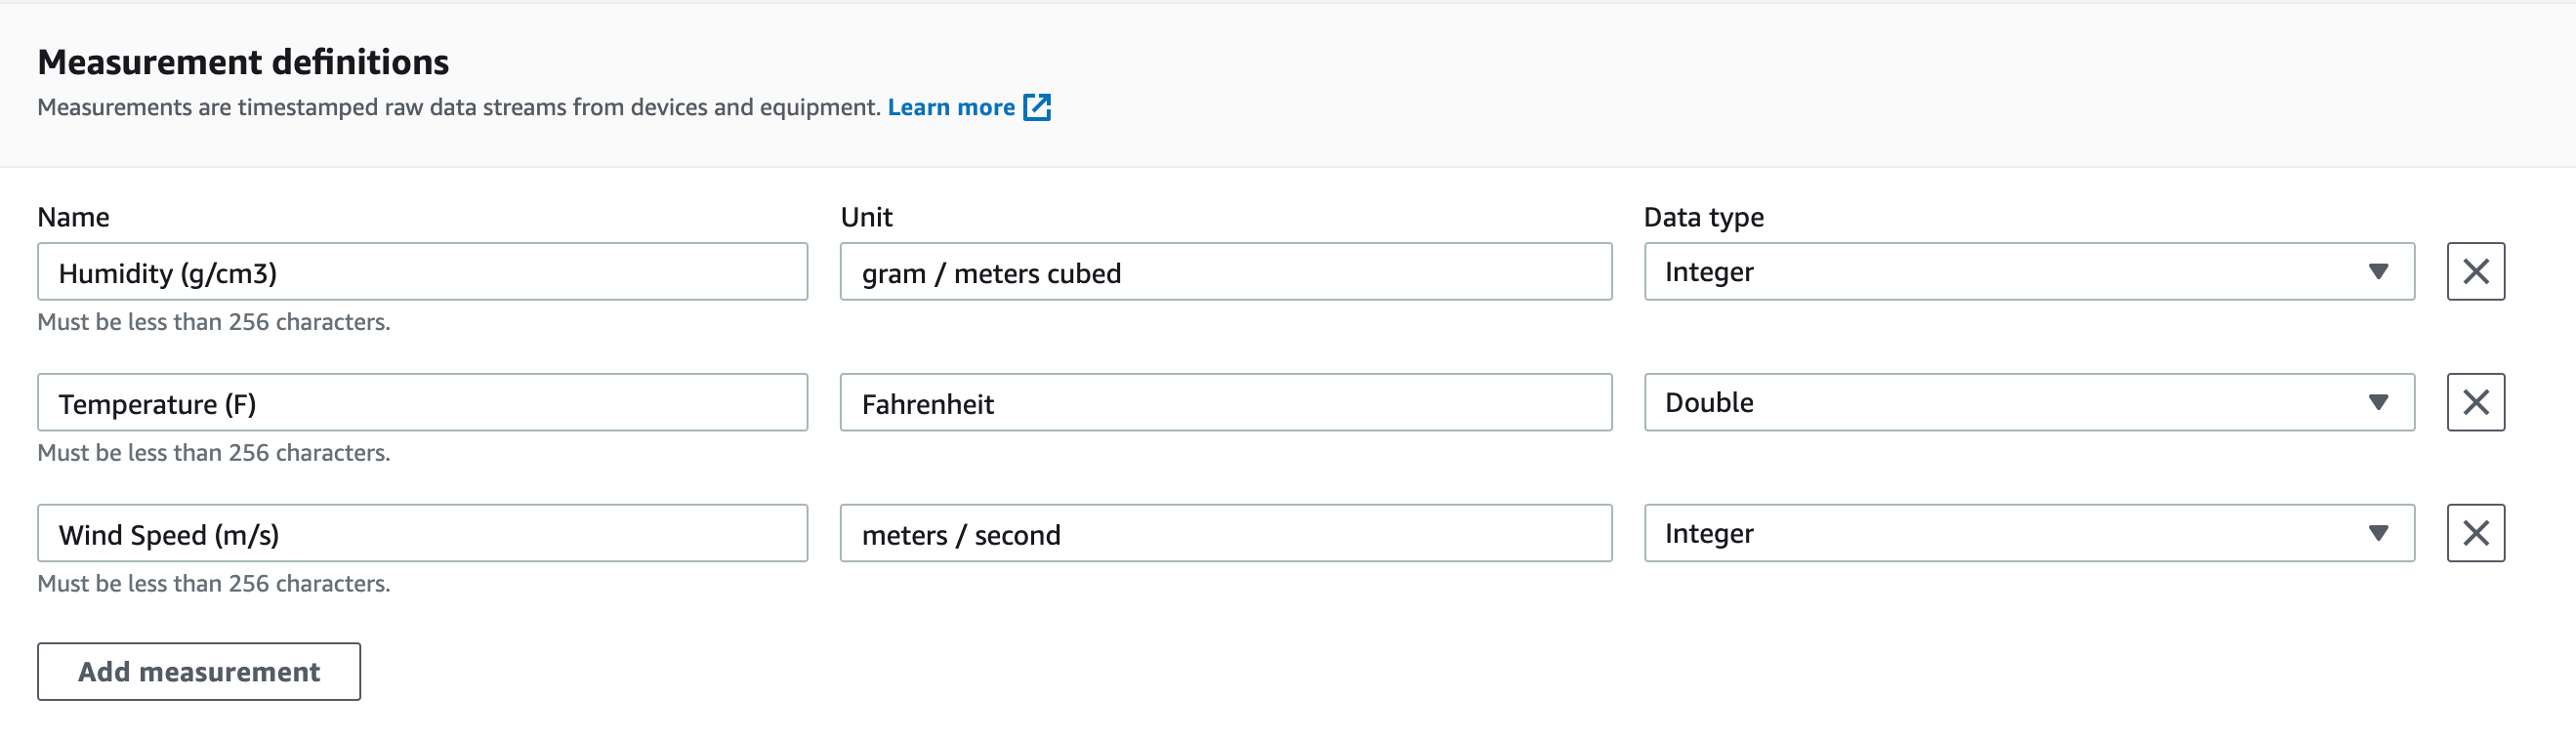 Measurement definitions
Measurements are timestamped raw data streams from devices and equipment. Learn more
Name Unit Data type
Humidity (g/cm3) gram / meters cubed Integer
Must be less than 256 characters.
Temperature (F) Fahrenheit Double
Must be less than 256 characters.
Wind Speed (m/s) meters / second Integer
Must be less than 256 characters.
Add measurement